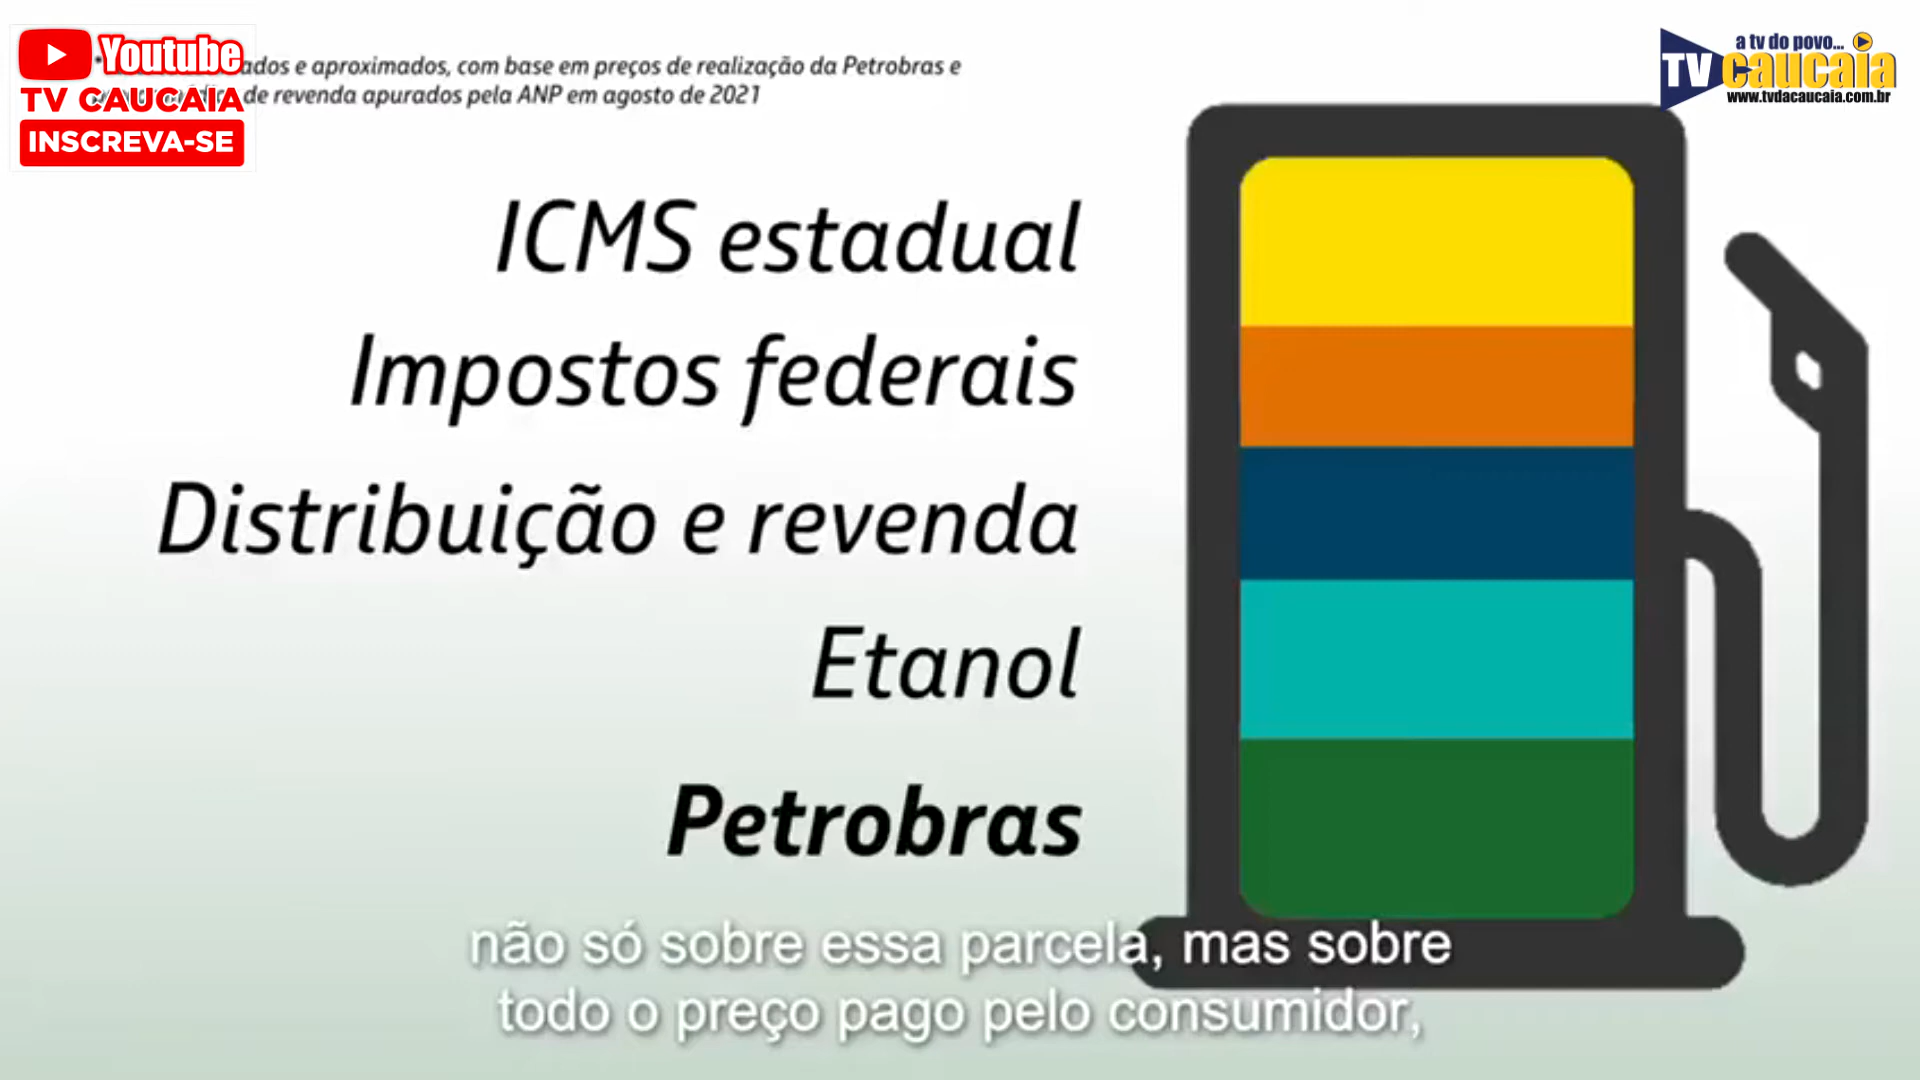 Youtube
TV CAUCAIA
INSCREVA-SE
ados e aproximados, com base em preços de realização da Petrobras e
de revenda apurados pela ANP em agosto de 2021
a tv do povo...
TV caucaia
www.tvdacaucaia.com.br
ICMS estadual
Impostos federais
Distribuição e revenda
Etanol
Petrobras
não só sobre essa parcela, mas sobre
todo o preço pago pelo consumidor,